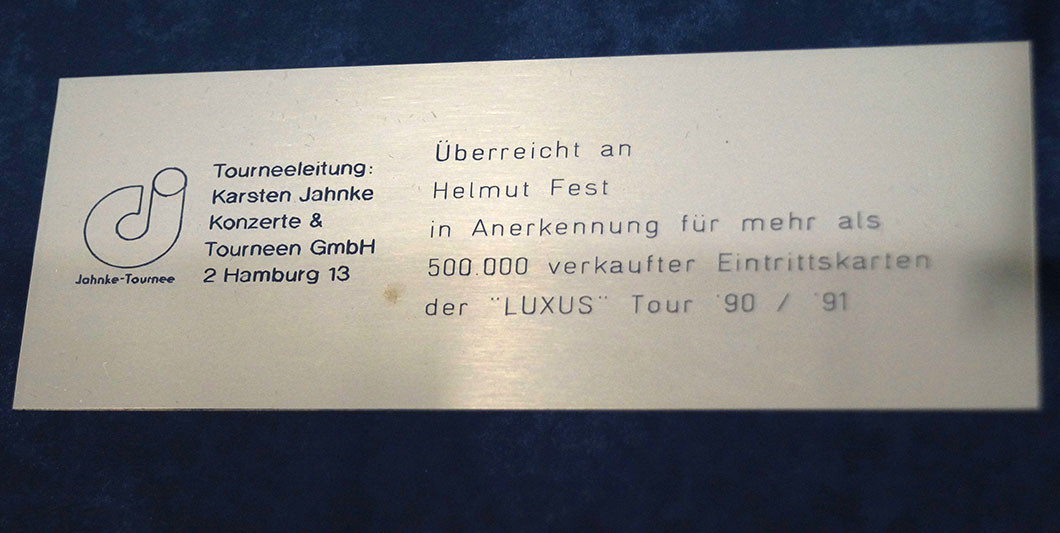 Tourneeleitung:
Karsten Jahnke
Konzerte &
Tourneen GmbH
2 Hamburg 13
Jahnke-Tournee
Überreicht an
Helmut Fest
in Anerkennung für mehr als
500.000 verkaufter Eintrittskarten
der "LUXUS" Tour '90 / '91